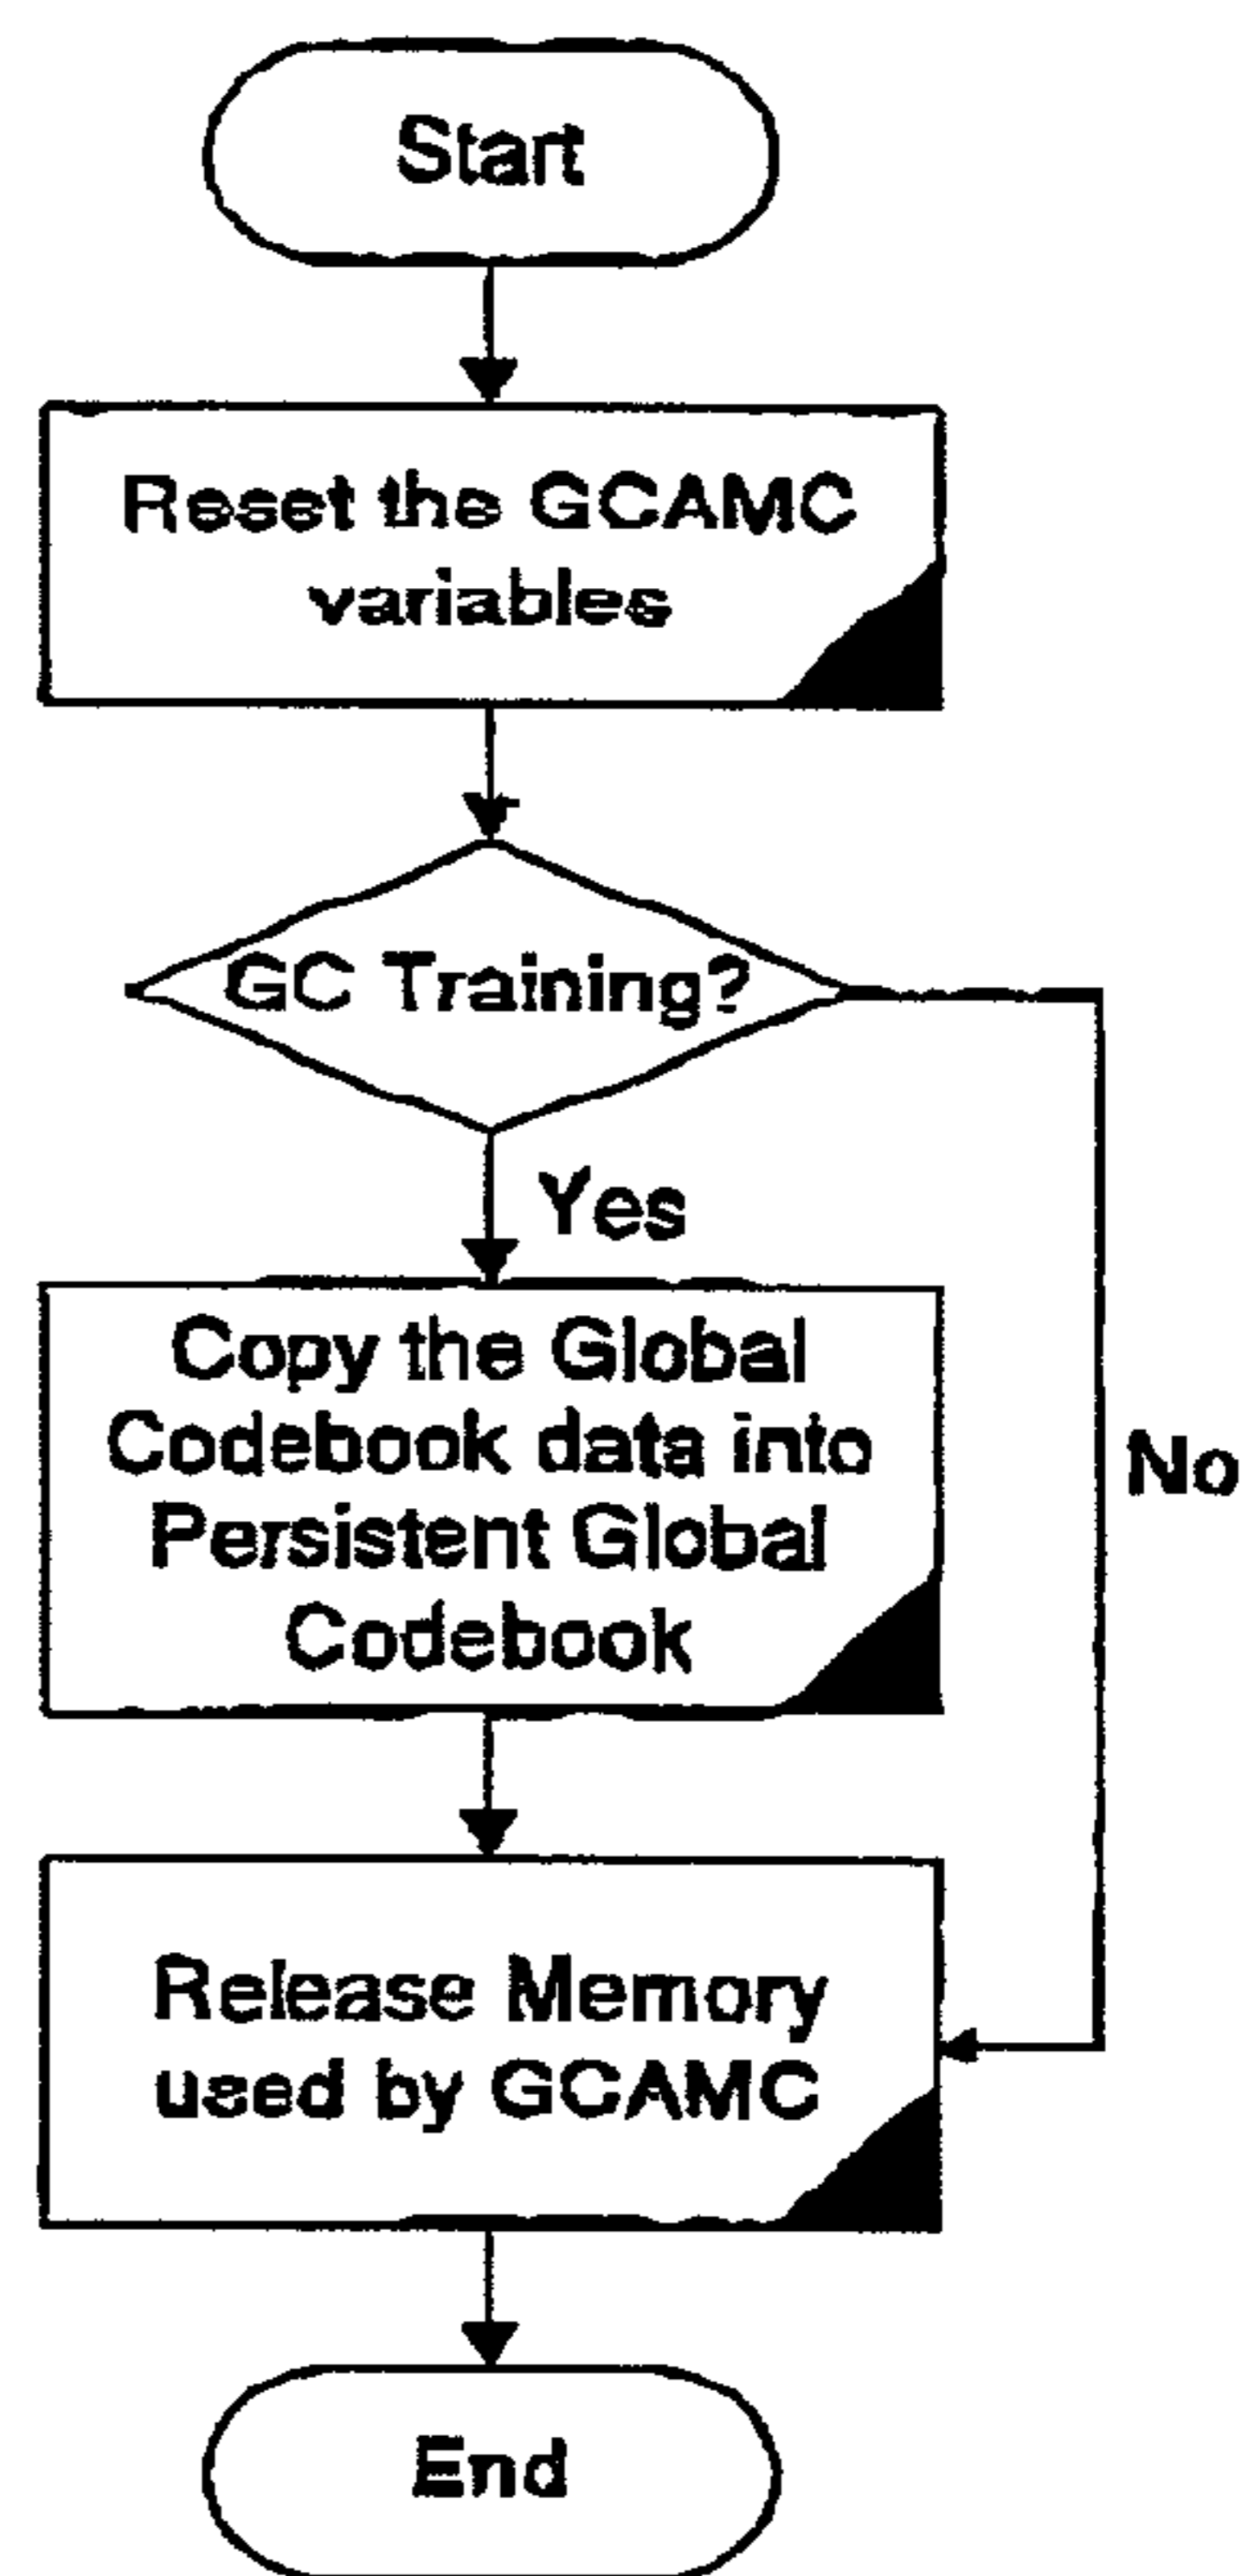 Start
Reset the GCAMC
variables
GC Training?
Yes
Copy the Global
Codebook data into
Persistent Global
Codebook
No
Release Memory
used by GCAMC
End